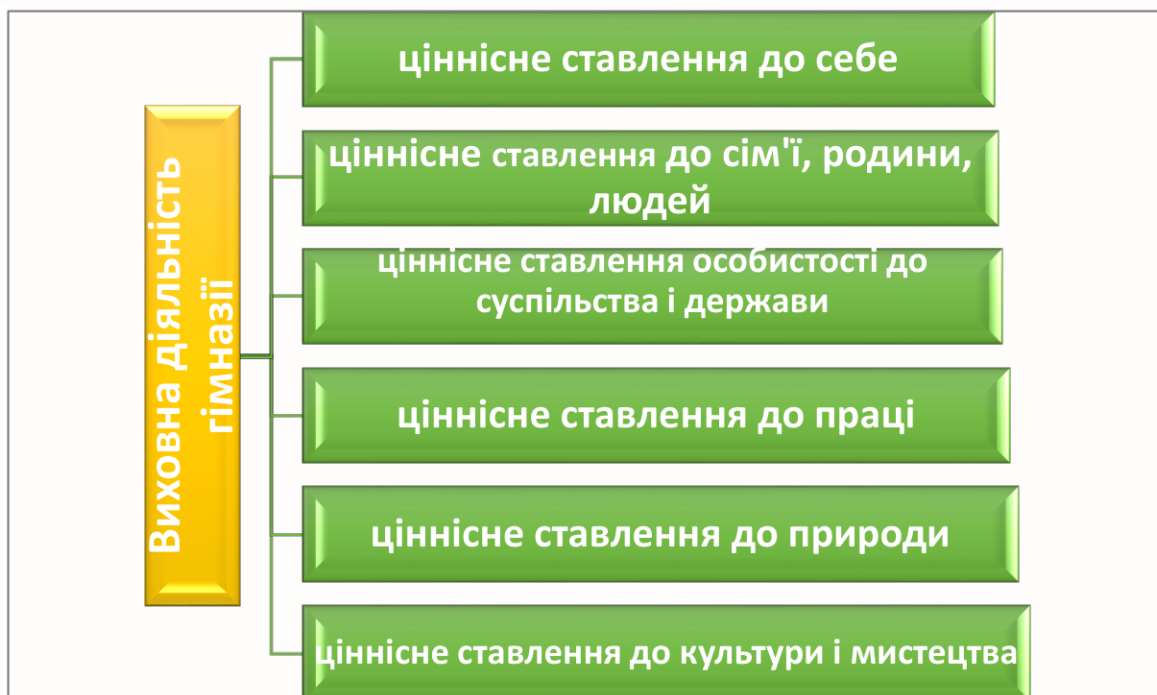 Виховна діяльність
гімназії
ціннісне ставлення до себе
ціннісне ставлення до сім'ї, родини,
людей
ціннісне ставлення особистості до
суспільства і держави
ціннісне ставлення до праці
ціннісне ставлення до природи
ціннісне ставлення до культури і мистецтва